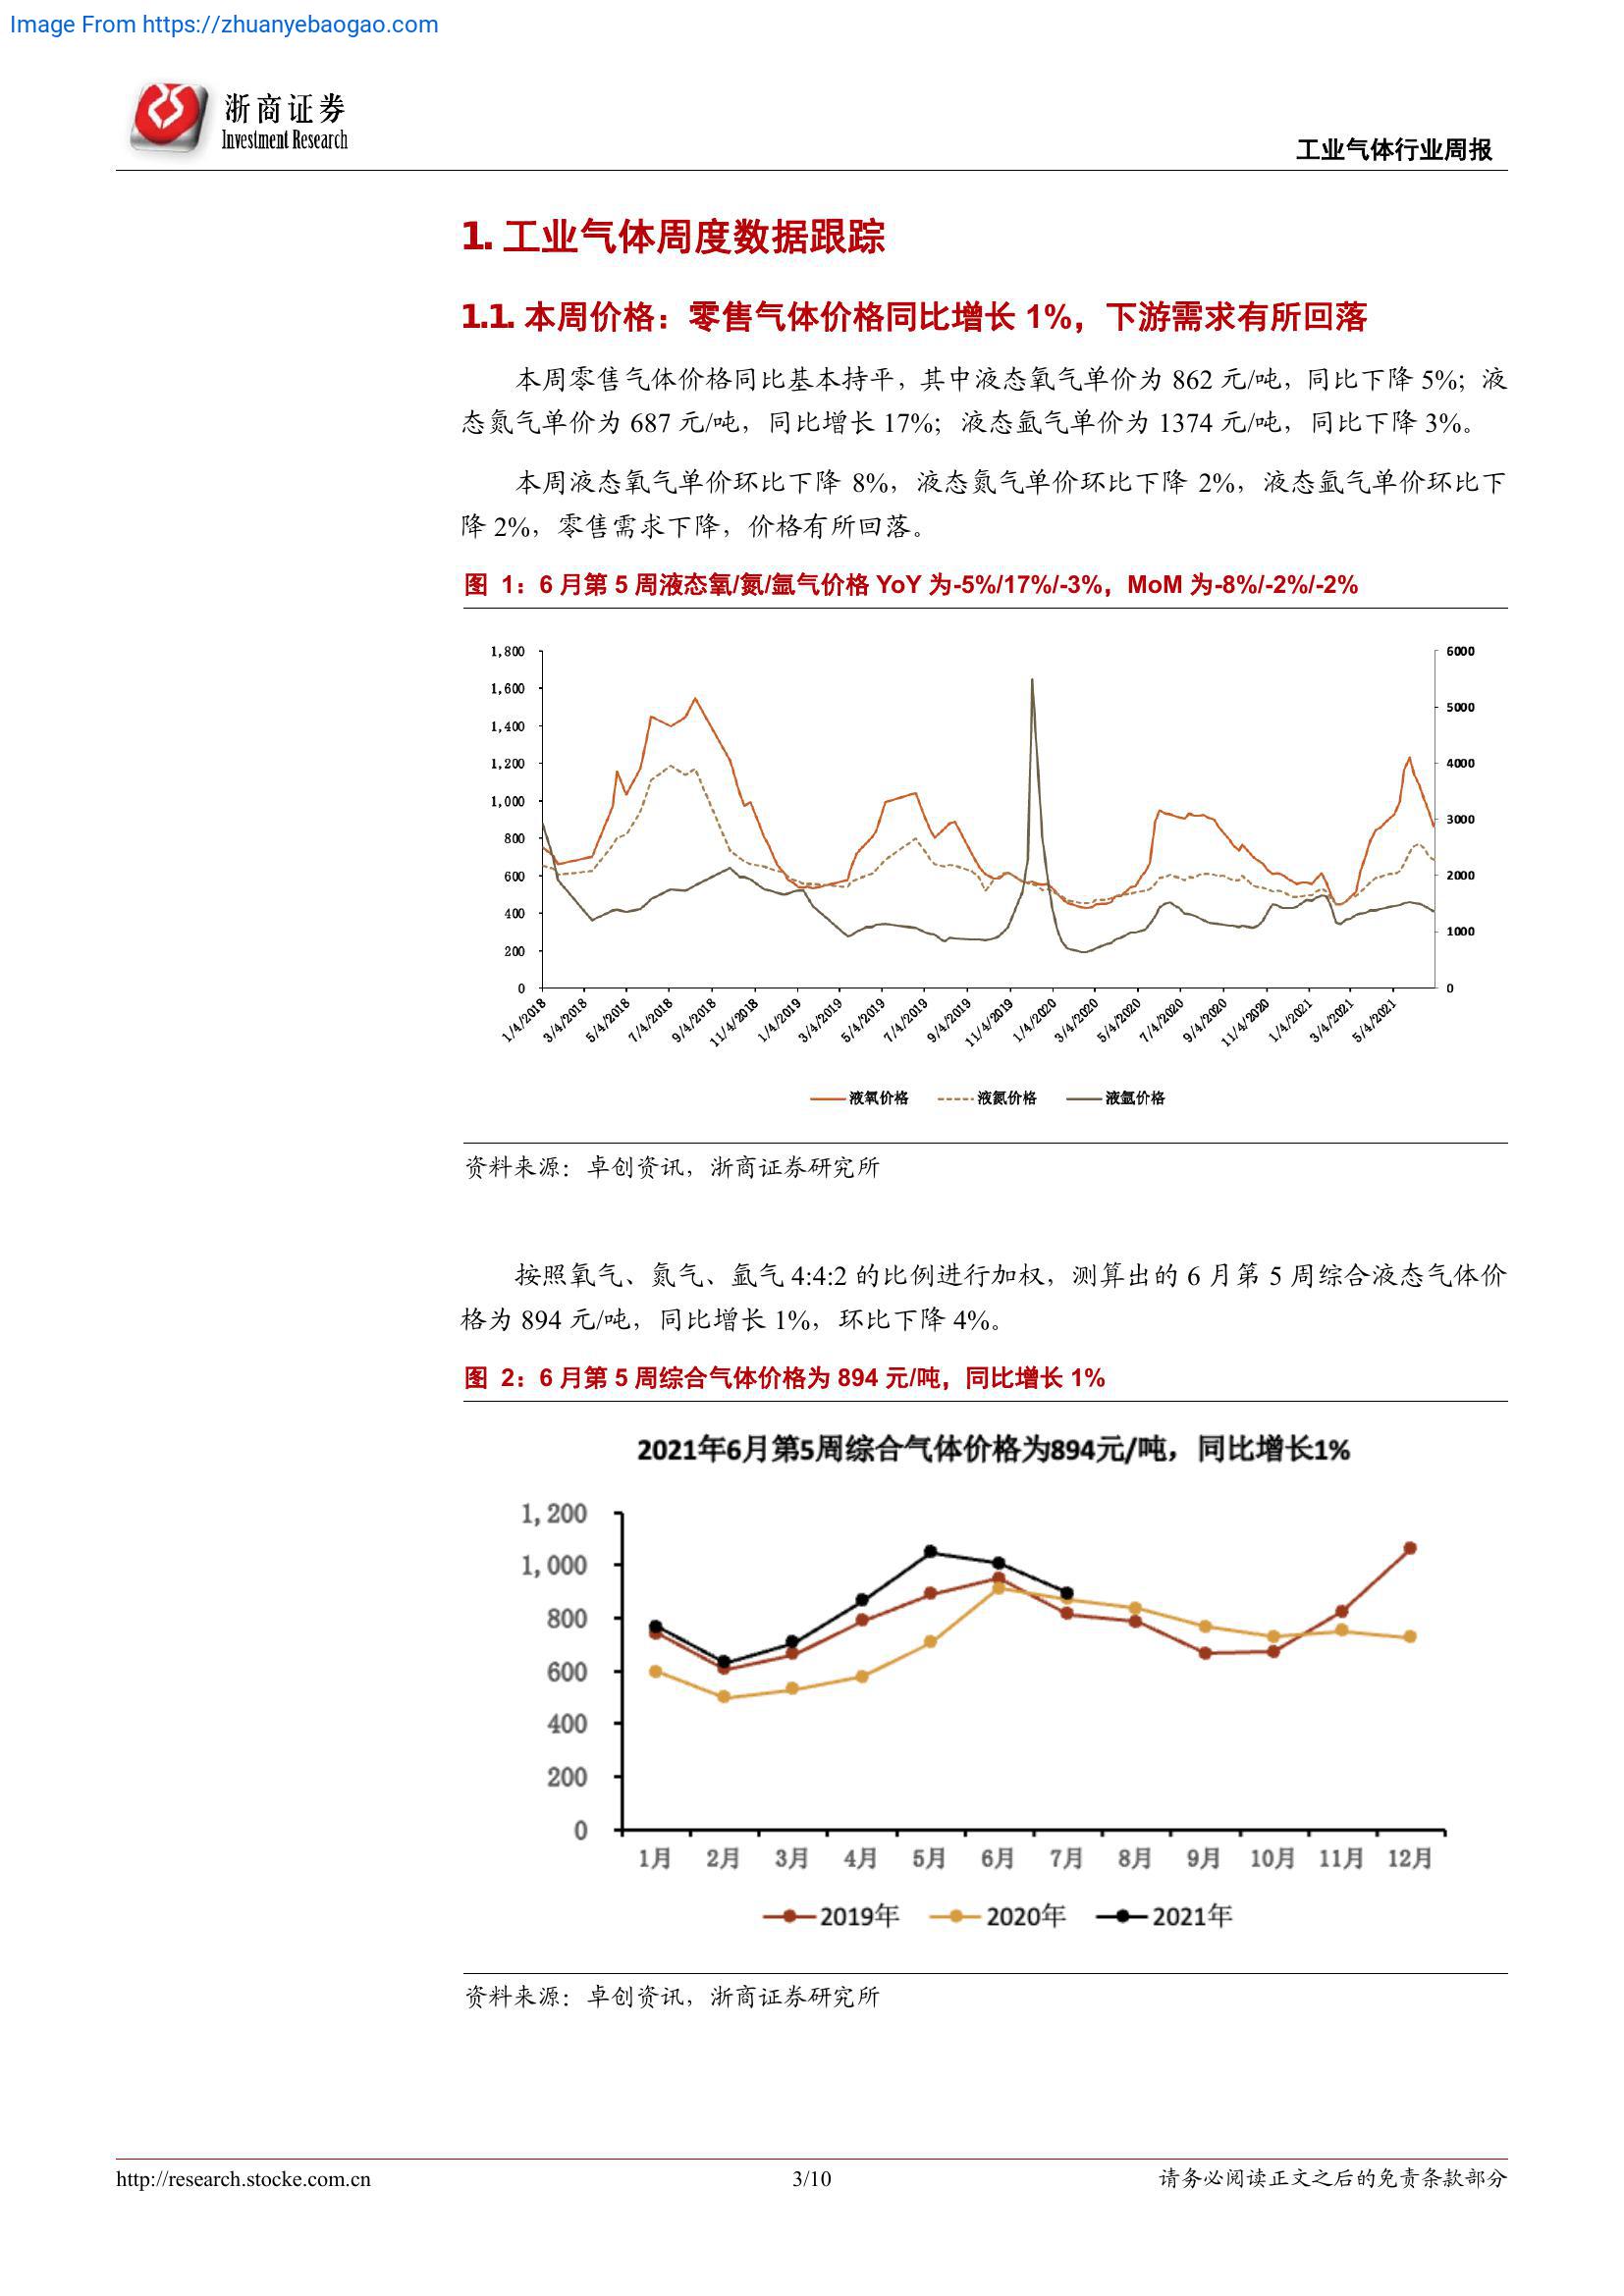 Image From https://zhuanyebaogao.com
浙商证券
Investment Research
工业气体行业周报
1. 工业气体周度数据跟踪
1.1. 本周价格：零售气体价格同比增长 1%，下游需求有所回落
本周零售气体价格同比基本持平，其中液态氧气单价为 862 元/吨，同比下降 5%；液
态氮气单价为 687 元/吨，同比增长 17%；液态氩气单价为 1374 元/吨，同比下降 3%。
本周液态氧气单价环比下降 8%，液态氮气单价环比下降 2%，液态氩气单价环比下
降 2%，零售需求下降，价格有所回落。
图 1：6 月第 5 周液态氧/氮/氩气价格 YoY 为-5%/17%/-3%，MoM 为-8%/-2%/-2%
1,800
1,600
1,400
1,200
1,000
800
600
400
200
0
6000
5000
4000
3000
2000
1000
0
1/4/2018
3/4/2018
5/4/2018
7/4/2018
9/4/2018
11/4/2018
1/4/2019
3/4/2019
5/4/2019
7/4/2019
9/4/2019
11/4/2019
1/4/2020
3/4/2020
5/4/2020
7/4/2020
9/4/2020
11/4/2020
1/4/2021
3/4/2021
5/4/2021
液氧价格 液氮价格 液氩价格
资料来源：卓创资讯，浙商证券研究所
按照氧气、氮气、氩气 4:4:2 的比例进行加权，测算出的 6 月第 5 周综合液态气体价
格为 894 元/吨，同比增长 1%，环比下降 4%。
图 2：6 月第 5 周综合气体价格为 894 元/吨，同比增长 1%
2021年6月第5周综合气体价格为894元/吨，同比增长1%
1,200
1,000
800
600
400
200
0
1月 2月 3月 4月 5月 6月 7月 8月 9月 10月 11月 12月
2019年 2020年 2021年
资料来源：卓创资讯，浙商证券研究所
http://research.stocke.com.cn
3/10
请务必阅读正文之后的免责条款部分